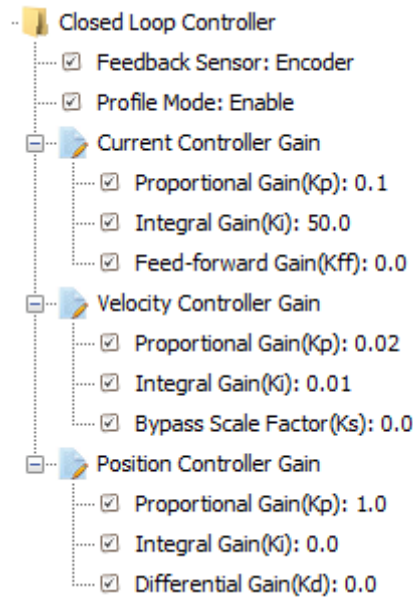 Closed Loop Controller
Feedback Sensor: Encoder
Profile Mode: Enable
Current Controller Gain
Proportional Gain(Kp): 0.1
Integral Gain(Ki): 50.0
Feed-forward Gain(Kff): 0.0
Velocity Controller Gain
Proportional Gain(Kp): 0.02
Integral Gain(Ki): 0.01
Bypass Scale Factor(Ks): 0.0
Position Controller Gain
Proportional Gain(Kp): 1.0
Integral Gain(Ki): 0.0
Differential Gain(Kd): 0.0